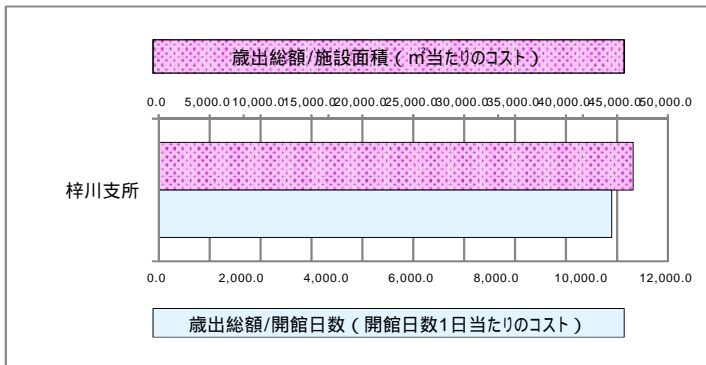 歳出総額/施設面積（㎡当たりのコスト）
0.0 5,000.0 10,000.0 15,000.0 20,000.0 25,000.0 30,000.0 35,000.0 40,000.0 45,000.0 50,000.0
梓川支所
0.0 2,000.0 4,000.0 6,000.0 8,000.0 10,000.0 12,000.0
歳出総額/開館日数（開館日数1日当たりのコスト）